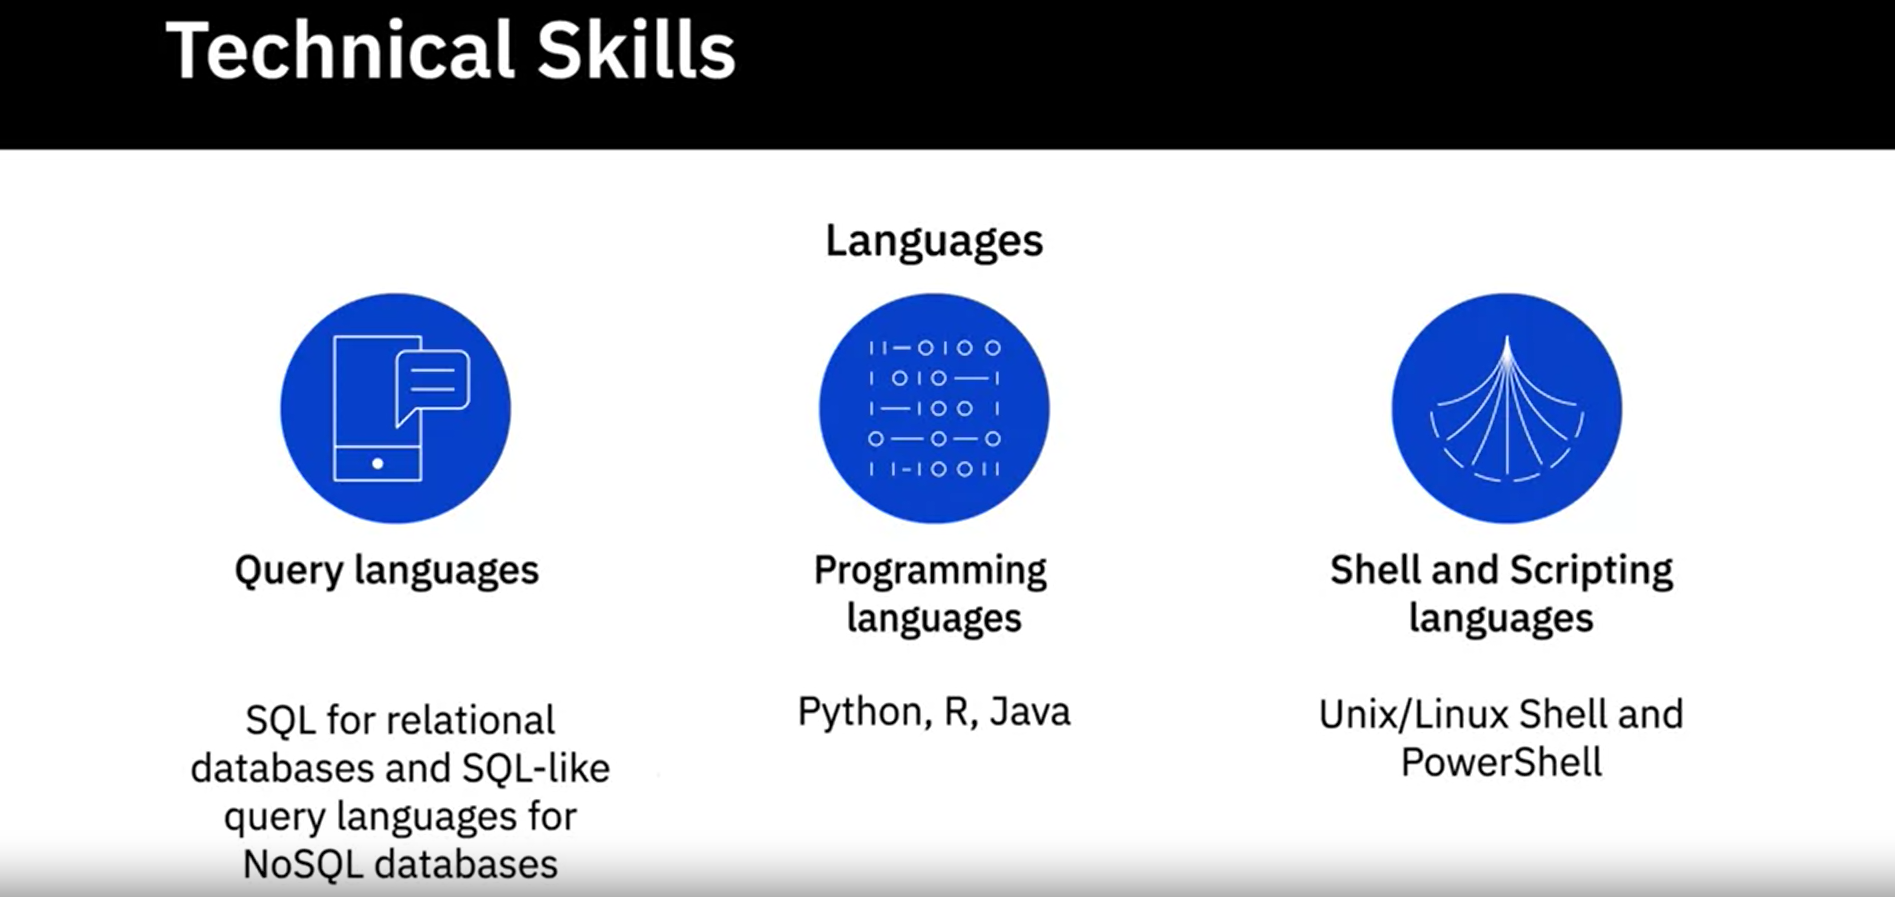 Technical Skills
Languages
Query languages
SQL for relational
databases and SQL-like
query languages for
NoSQL databases
Programming
languages
Python, R, Java
Shell and Scripting
languages
Unix/Linux Shell and
PowerShell